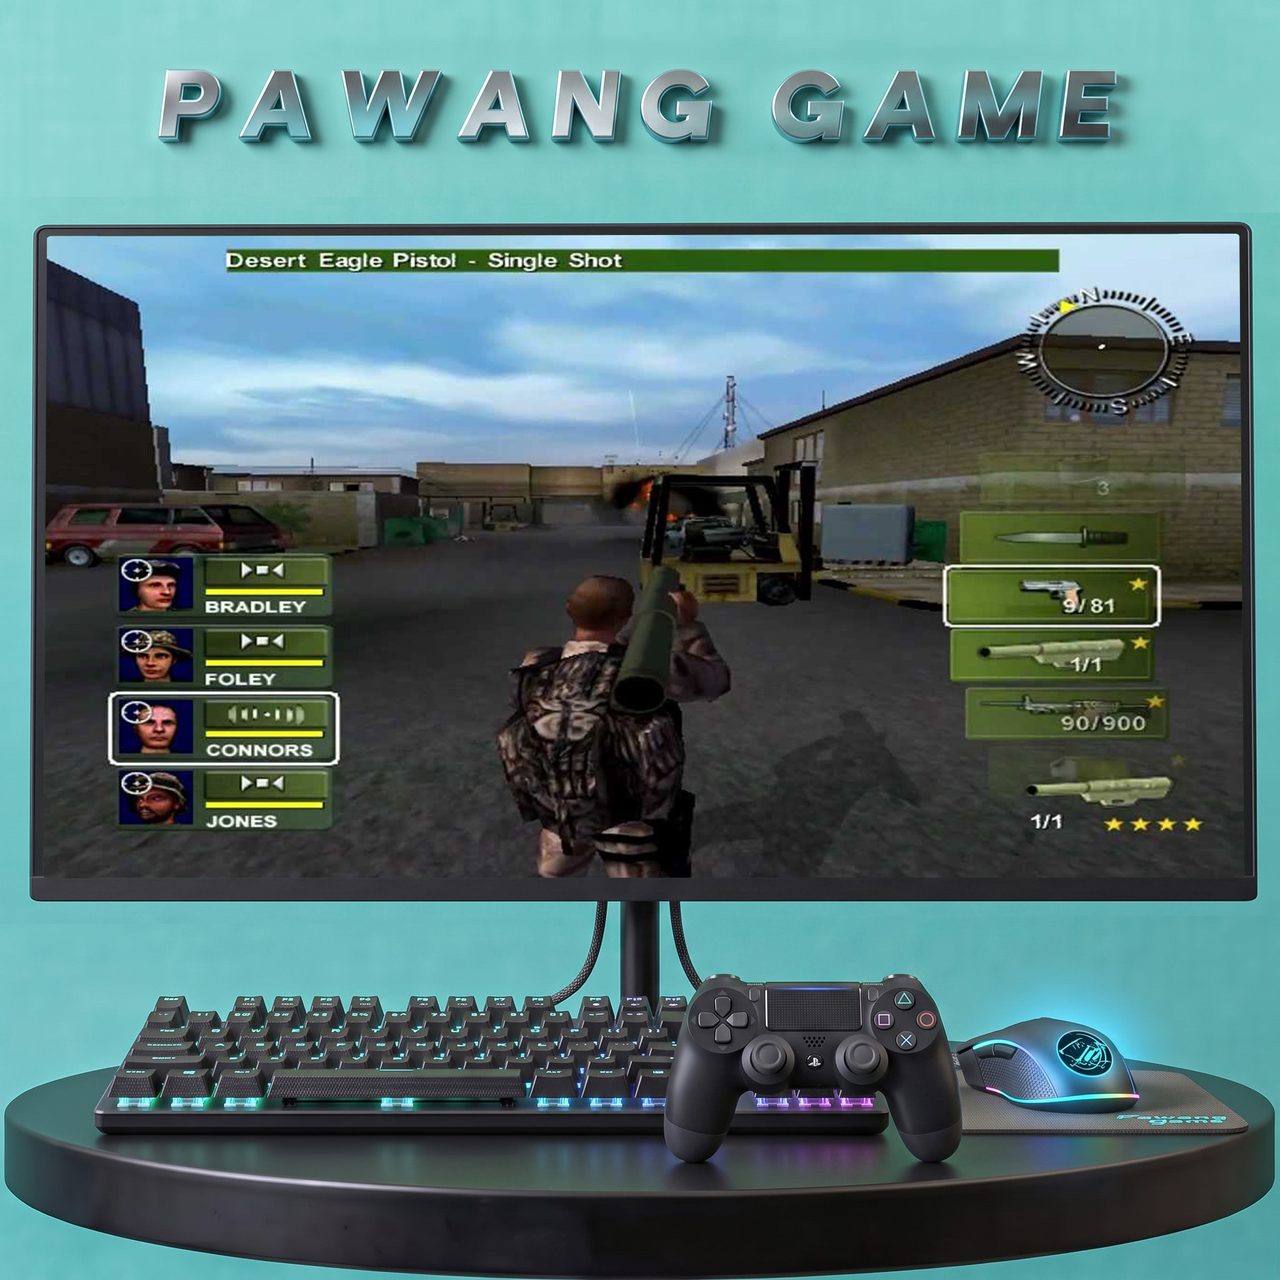 PAWANG GAME
Desert Eagle Pistol - Single Shot
N
E
W
S
3
BRADLEY
9/81
FOLEY
1/1
CONNORS
90/900
JONES
1/1
Pawang
game